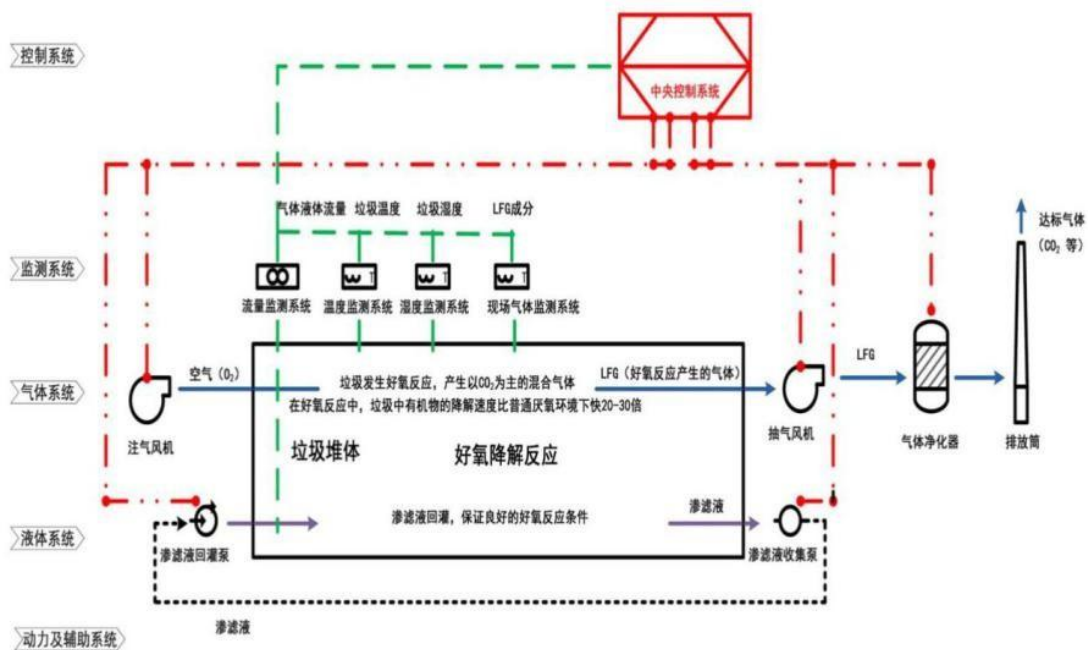 控制系统
中央控制系统
气体液体流量 垃圾温度 垃圾湿度 LFG成分
达标气体
(CO₂ 等)
监测系统
流量监测系统 温度监测系统 湿度监测系统 现场气体监测系统
气体系统
空气(O₂)
垃圾发生好氧反应，产生以CO₂为主的混合气体
LFG(好氧反应产生的气体)
LFG
在好氧反应中，垃圾中有机物的降解速度比普通厌氧环境下快20-30倍
注气风机
抽气风机
气体净化器
排放筒
垃圾堆体 好氧降解反应
液体系统
渗滤液回灌，保证良好的好氧反应条件
渗滤液
渗滤液回灌泵
渗滤液收集泵
渗滤液
动力及辅助系统